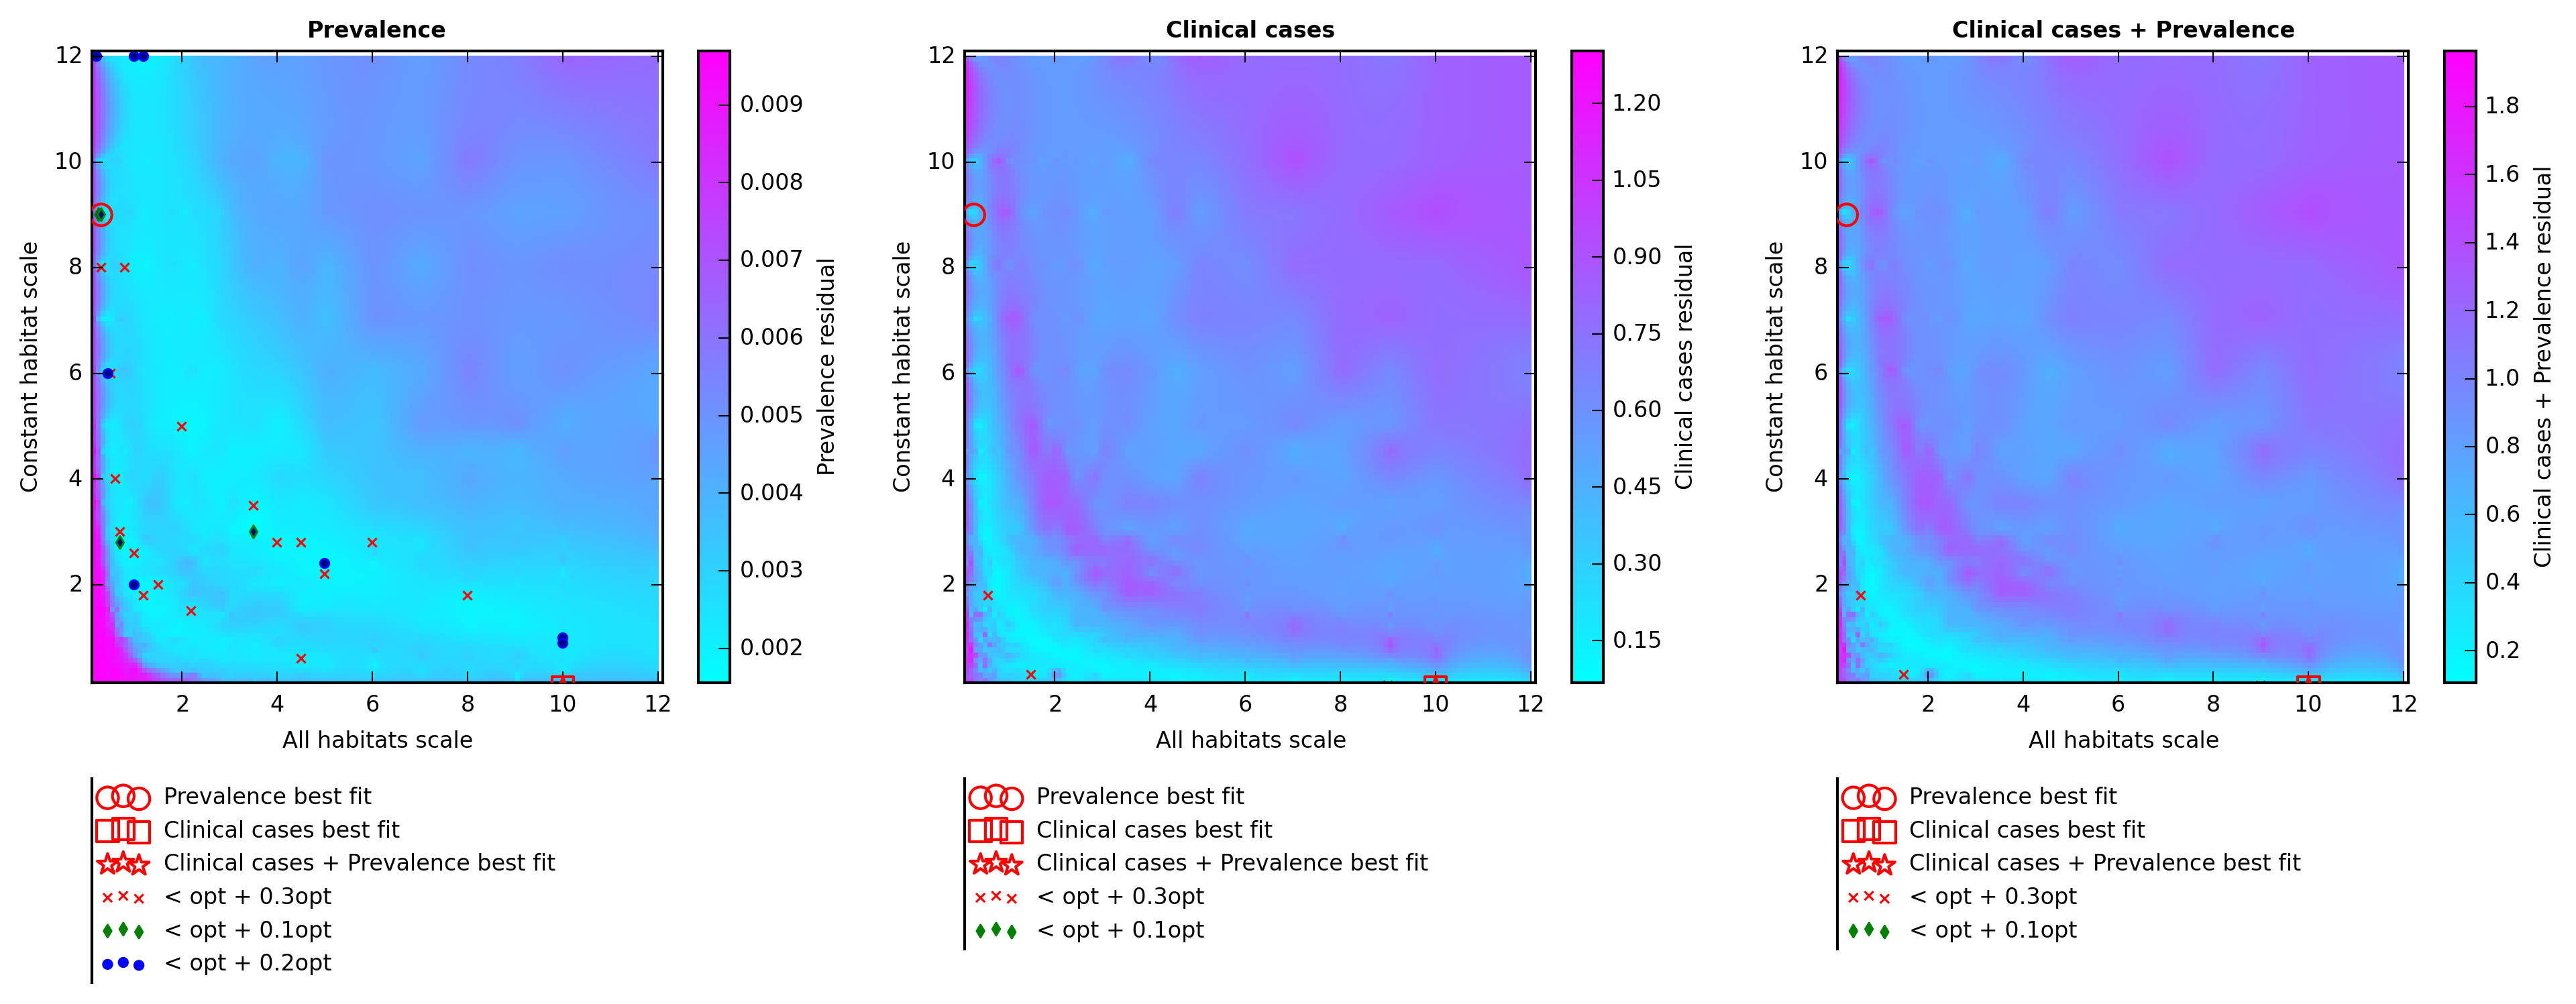 Prevalence
12
10
8
6
4
2
2 4 6 8 10 12
Constant habitat scale
All habitats scale
0.009
0.008
0.007
0.006
0.005
0.004
0.003
0.002
Prevalence residual
Prevalence best fit
Clinical cases best fit
Clinical cases + Prevalence best fit
< opt + 0.3opt
< opt + 0.1opt
< opt + 0.2opt
Clinical cases
12
10
8
6
4
2
2 4 6 8 10 12
Constant habitat scale
All habitats scale
1.20
1.05
0.90
0.75
0.60
0.45
0.30
0.15
Clinical cases residual
Prevalence best fit
Clinical cases best fit
Clinical cases + Prevalence best fit
< opt + 0.3opt
< opt + 0.1opt
Clinical cases + Prevalence
12
10
8
6
4
2
2 4 6 8 10 12
Constant habitat scale
All habitats scale
1.8
1.6
1.4
1.2
1.0
0.8
0.6
0.4
0.2
Clinical cases + Prevalence residual
Prevalence best fit
Clinical cases best fit
Clinical cases + Prevalence best fit
< opt + 0.3opt
< opt + 0.1opt